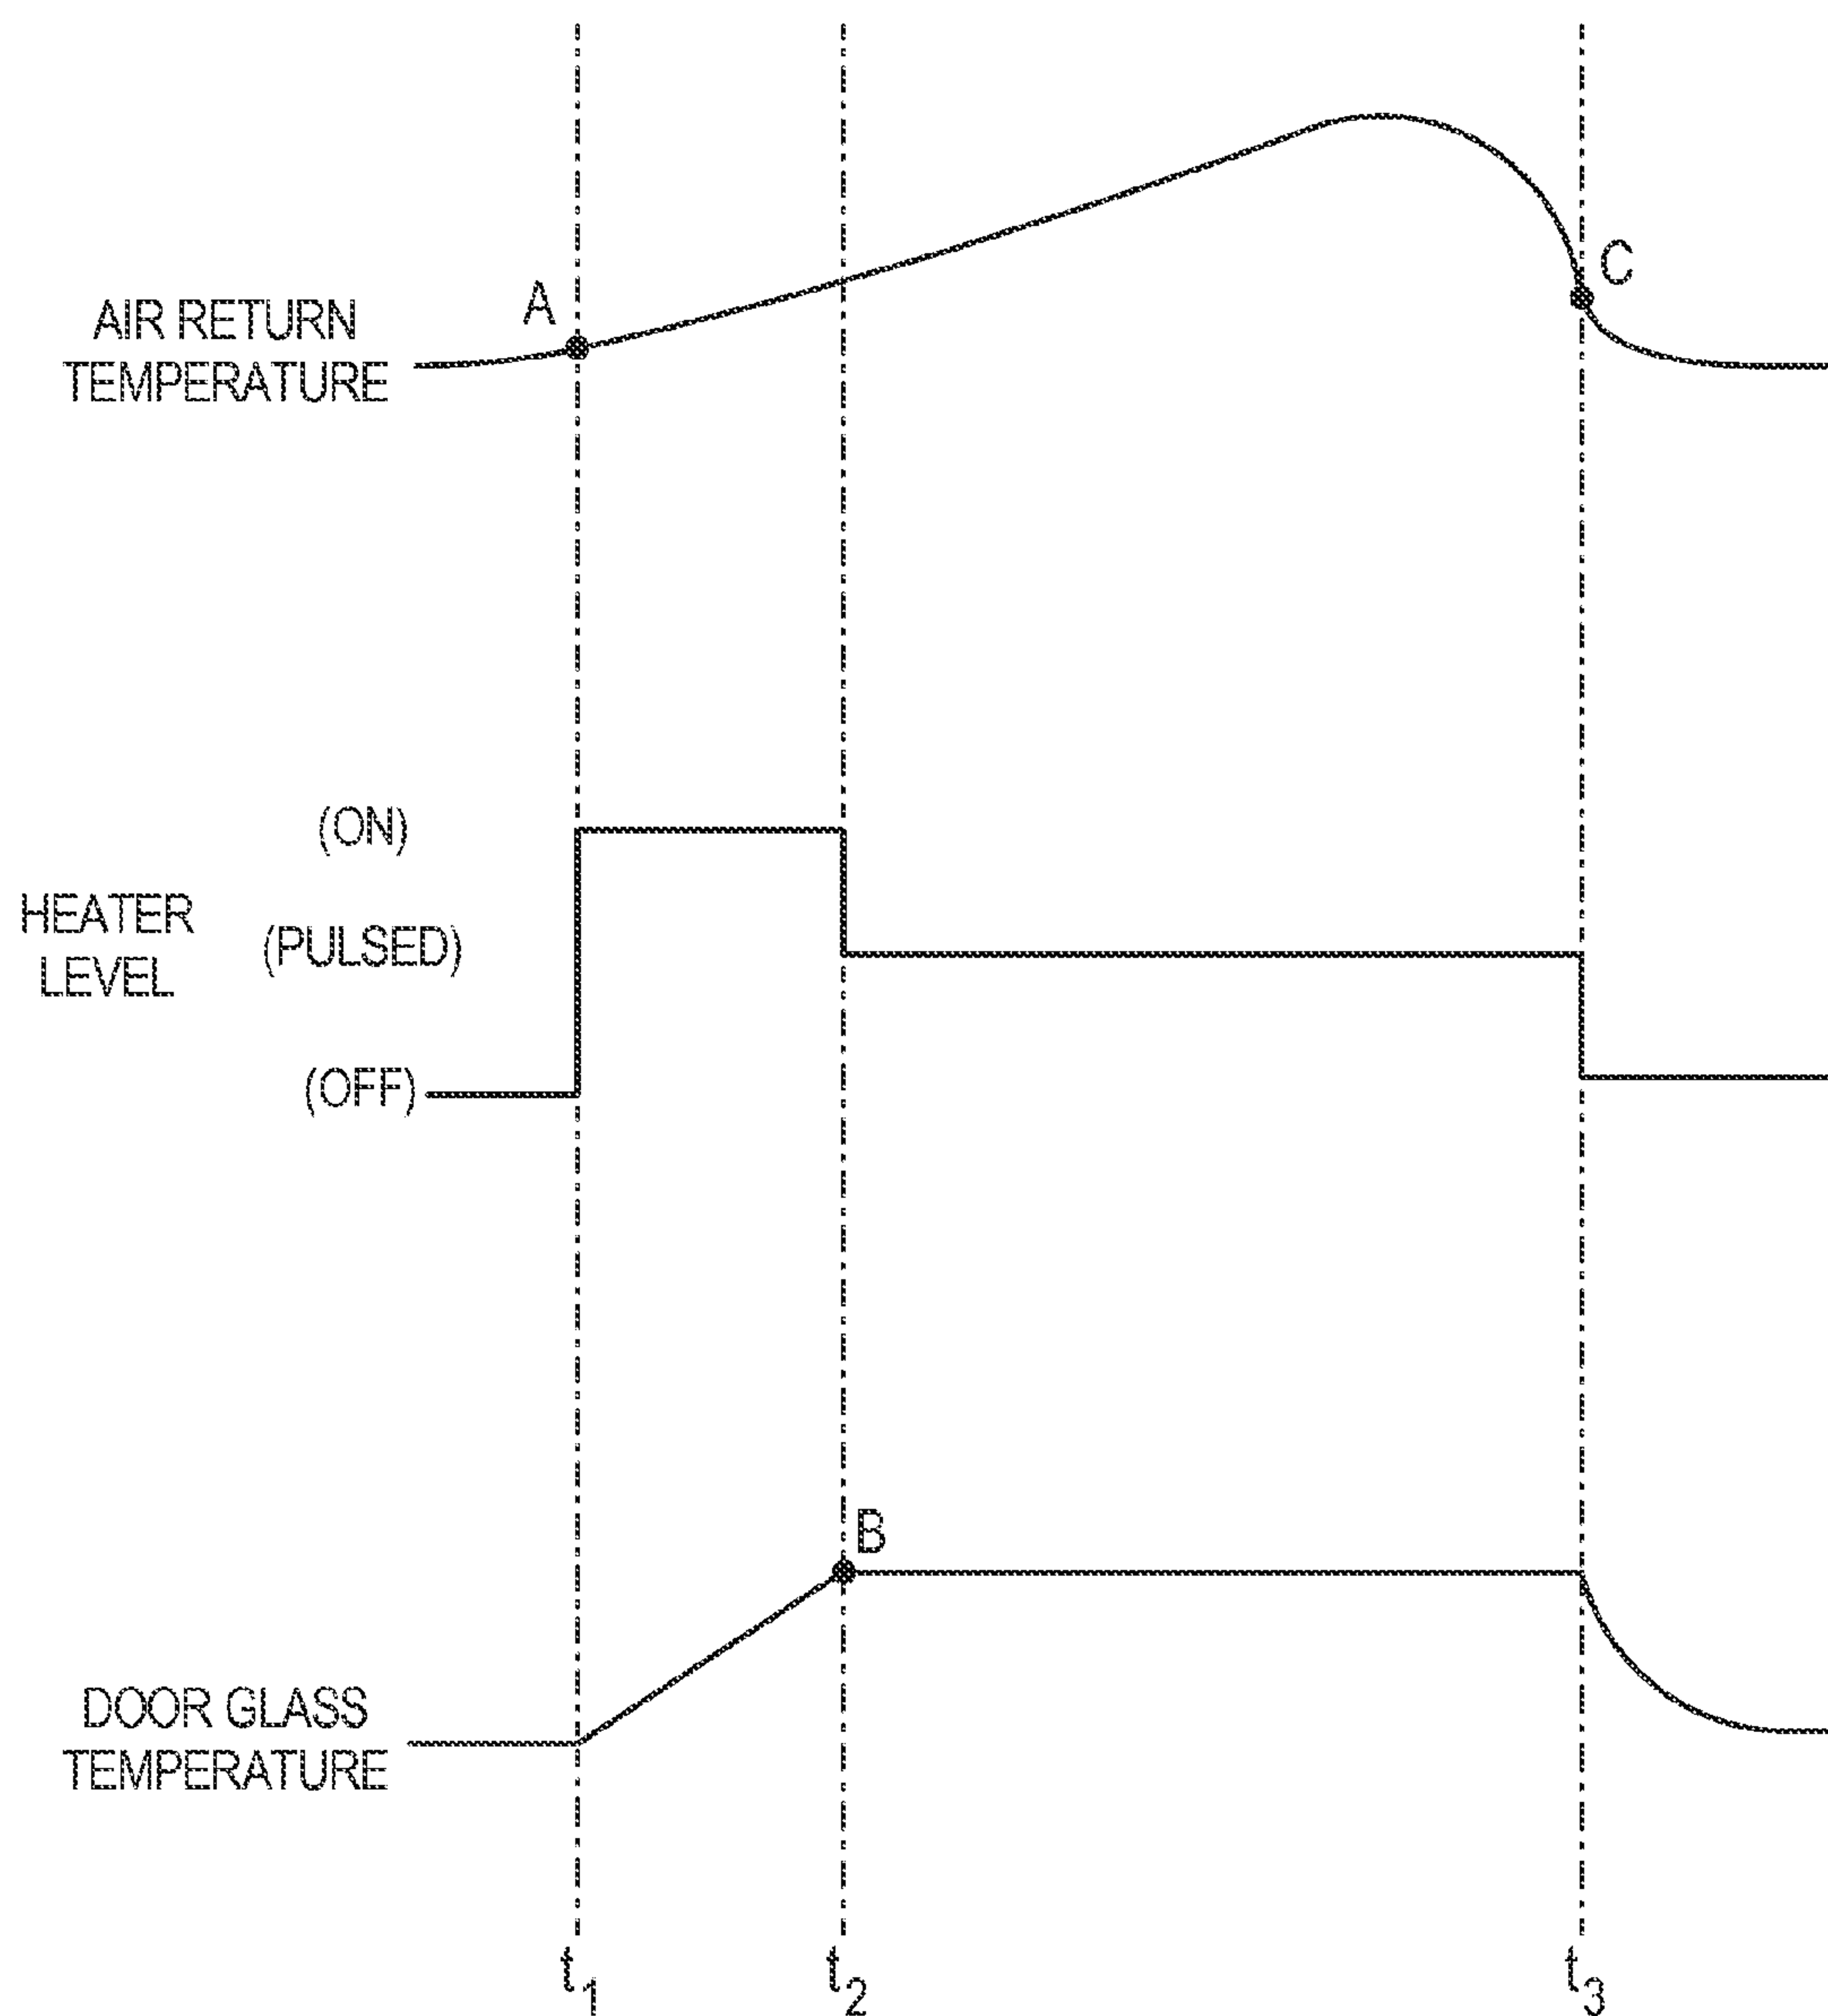 A
C
AIR RETURN
TEMPERATURE
(ON)
HEATER
LEVEL
(PULSED)
(OFF)
B
DOOR GLASS
TEMPERATURE
t1
t2
t3